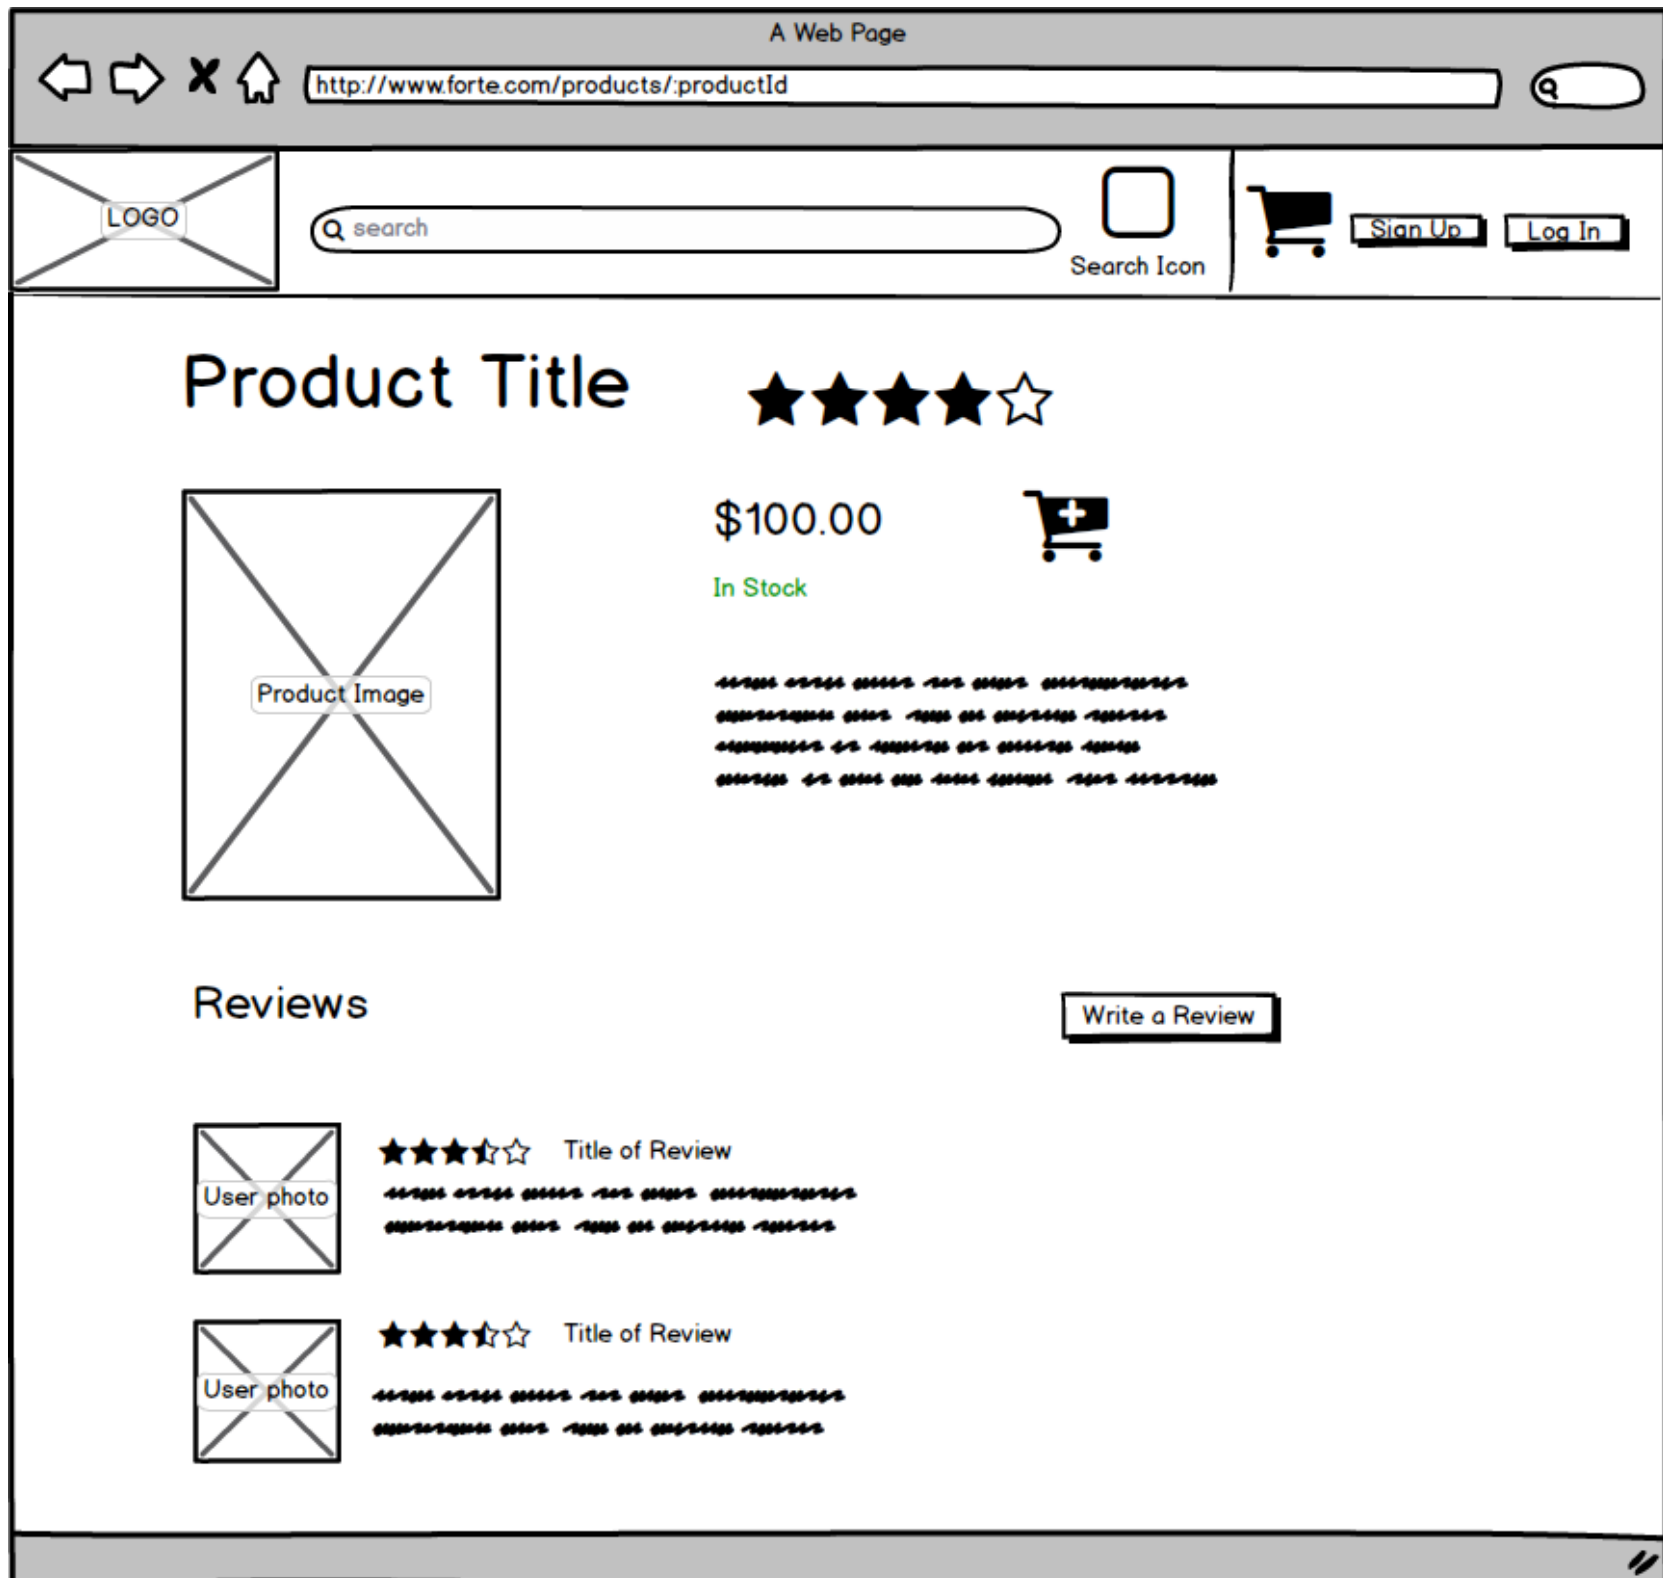 A Web Page
http://www.forte.com/products/:productId
LOGO
search
Search Icon
Sign Up
Log In
Product Title
$100.00
In Stock
Product Image
Reviews
Write a Review
User photo
Title of Review
User photo
Title of Review